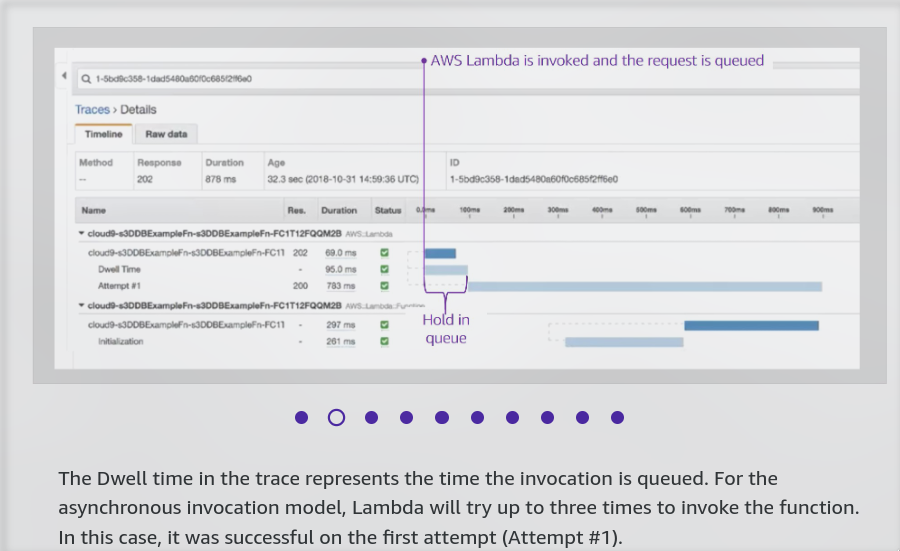 AWS Lambda is invoked and the request is queued
1-5bd9c358-1dad5480a60f0c685f2ff6e0
Traces > Details
Timeline Raw data
Method Response Duration Age ID
-- 202 878 ms 32.3 sec (2018-10-31 14:59:36 UTC) 1-5bd9c358-1dad5480a60f0c685f2ff6e0
Name Res. Duration Status 0.0ms 100ms 200ms 300ms 400ms 500ms 600ms 700ms 800ms 900ms
cloud9-s3DDBExampleFn-s3DDBExampleFn-FC1T12FQQM2B AWS::Lambda
cloud9-s3DDBExampleFn-s3DDBExampleFn-FC1T 202 69.0 ms
Dwell Time - 95.0 ms
Attempt #1 200 783 ms
cloud9-s3DDBExampleFn-s3DDBExampleFn-FC1T12FQQM2B AWS::Lambda::Function
cloud9-s3DDBExampleFn-s3DDBExampleFn-FC1T - 297 ms
Initialization - 261 ms
Hold in
queue
The Dwell time in the trace represents the time the invocation is queued. For the
asynchronous invocation model, Lambda will try up to three times to invoke the function.
In this case, it was successful on the first attempt (Attempt #1).